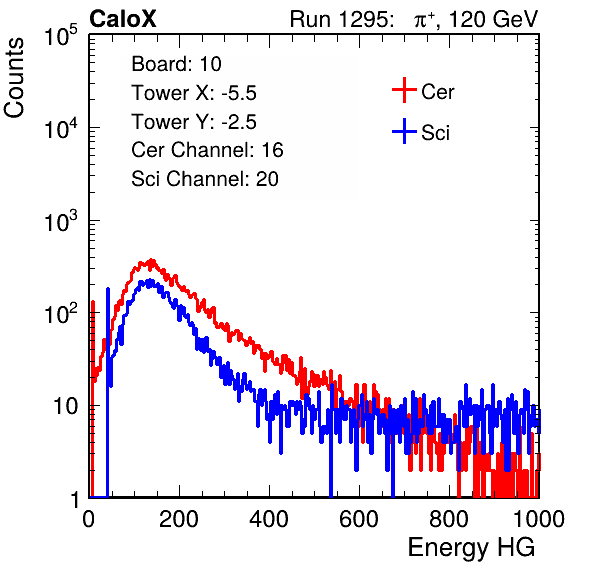 CaloX Run 1295: π⁺, 120 GeV
Counts
Board: 10
Tower X: -5.5
Tower Y: -2.5
Cer Channel: 16
Sci Channel: 20
Cer
Sci
10⁵
10⁴
10³
10²
10
1
0 200 400 600 800 1000
Energy HG